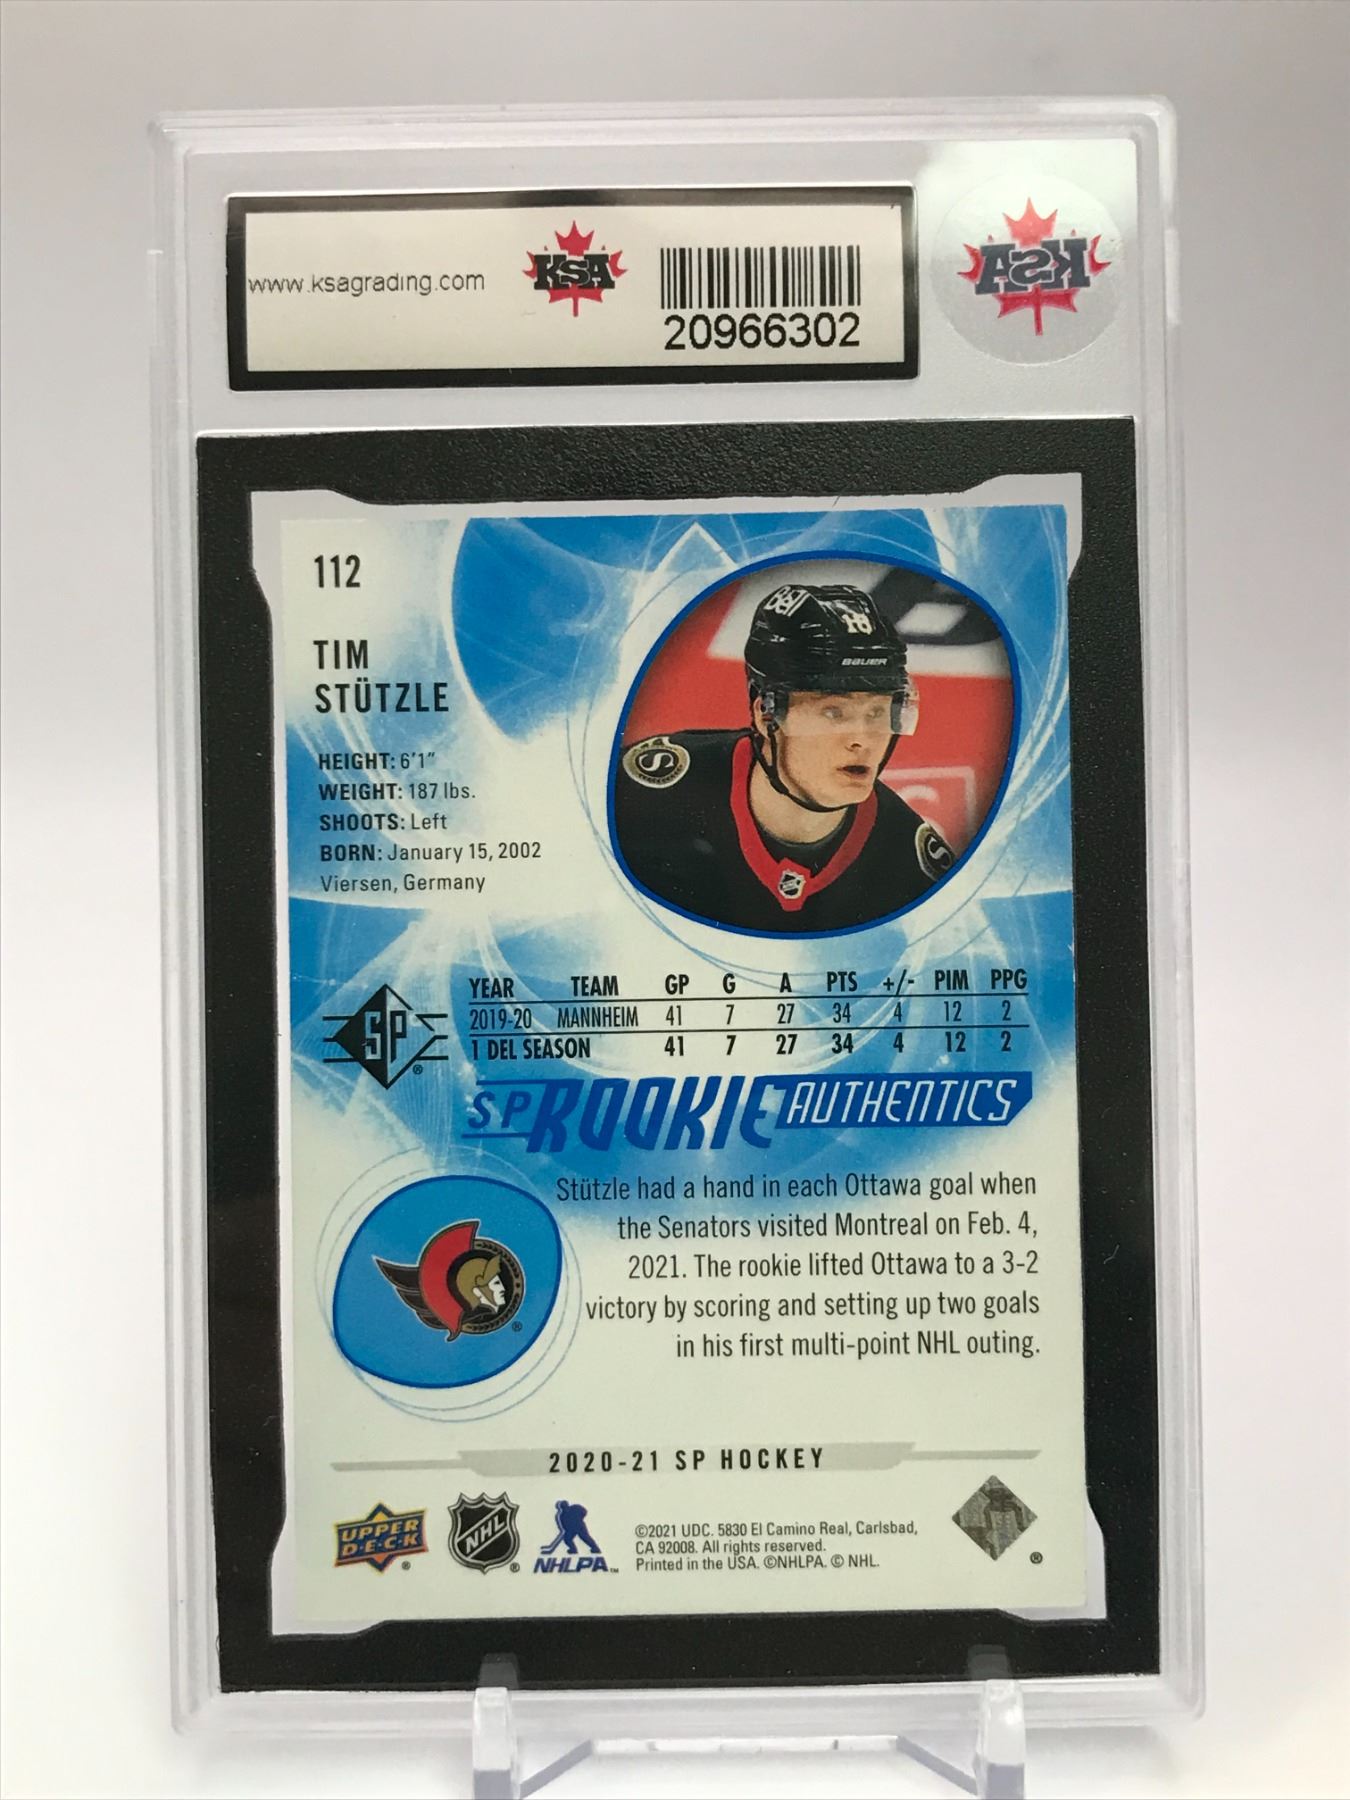 www.ksagrading.com
KSA
20966302
KSA
112
TIM
STÜTZLE
HEIGHT: 6'1"
WEIGHT: 187 lbs.
SHOOTS: Left
BORN: January 15, 2002
Viersen, Germany
18
BAUER
NHL
YEAR TEAM GP G A PTS +/- PIM PPG
2019-20 MANNHEIM 41 7 27 34 4 12 2
1 DEL SEASON 41 7 27 34 4 12 2
SP®
SP ROOKIE AUTHENTICS
Stützle had a hand in each Ottawa goal when
the Senators visited Montreal on Feb. 4,
2021. The rookie lifted Ottawa to a 3-2
victory by scoring and setting up two goals
in his first multi-point NHL outing.
®
2020-21 SP HOCKEY
UPPER
D·E·C·K ®
NHL ®
NHLPA™
©2021 UDC. 5830 El Camino Real, Carlsbad,
CA 92008. All rights reserved.
Printed in the USA. ©NHLPA. © NHL.
®